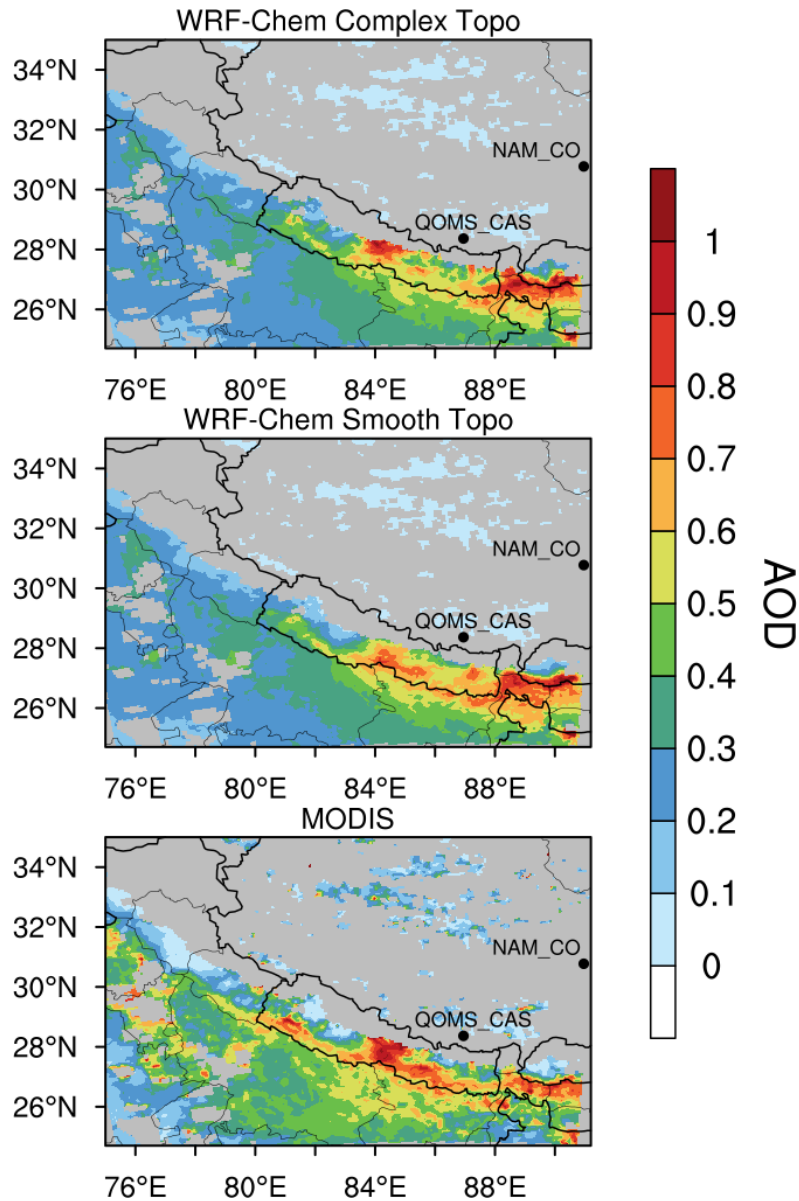 WRF-Chem Complex Topo
34°N
32°N
30°N
28°N
26°N
NAM_CO
QOMS_CAS
76°E 80°E 84°E 88°E
WRF-Chem Smooth Topo
34°N
32°N
30°N
28°N
26°N
NAM_CO
QOMS_CAS
76°E 80°E 84°E 88°E
MODIS
34°N
32°N
30°N
28°N
26°N
NAM_CO
QOMS_CAS
76°E 80°E 84°E 88°E
1
0.9
0.8
0.7
0.6
0.5
0.4
0.3
0.2
0.1
0
AOD